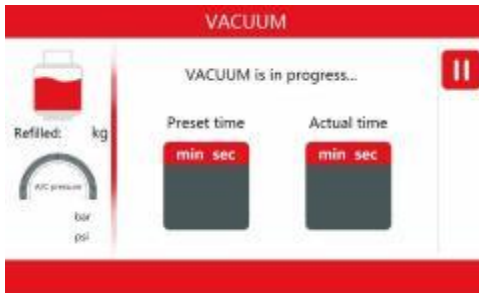 VACUUM
VACUUM is in progress...
Preset time
Actual time
min sec
min sec
Refilled: kg
A/C pressure
bar
psi